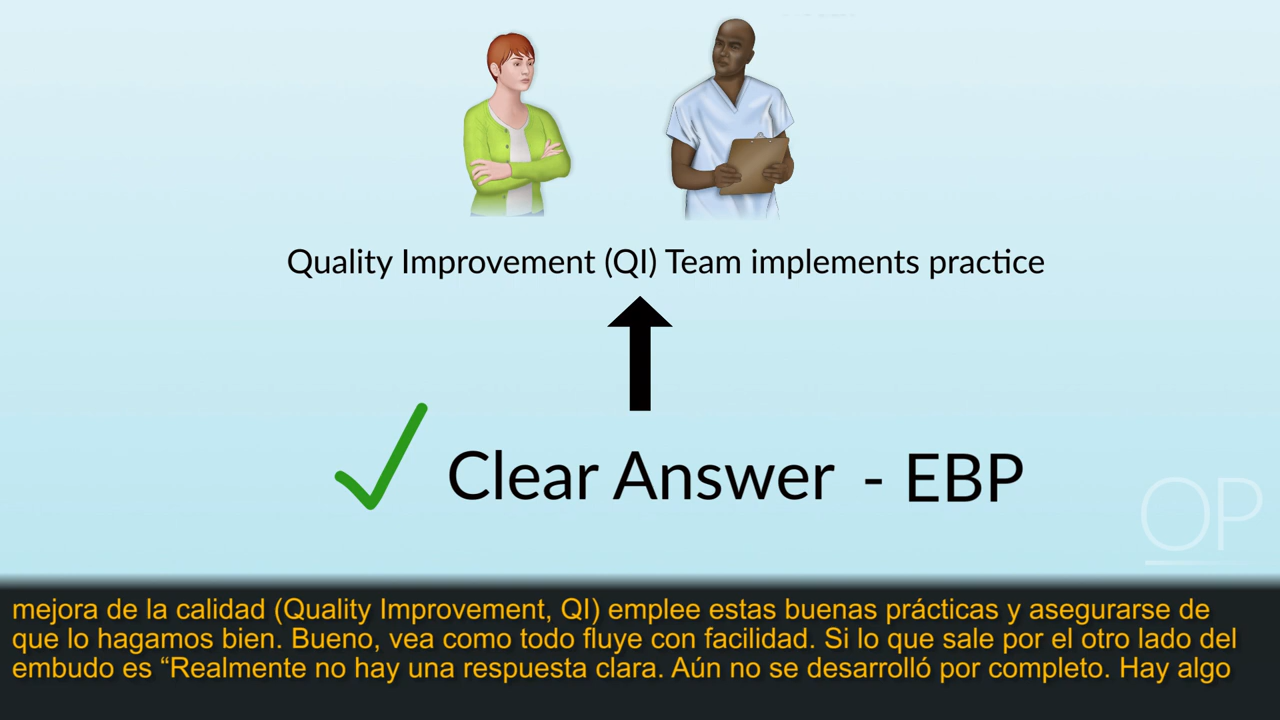 Quality Improvement (QI) Team implements practice
Clear Answer - EBP
OP
mejora de la calidad (Quality Improvement, QI) emplee estas buenas prácticas y asegurarse de
que lo hagamos bien. Bueno, vea como todo fluye con facilidad. Si lo que sale por el otro lado del
embudo es “Realmente no hay una respuesta clara. Aún no se desarrolló por completo. Hay algo